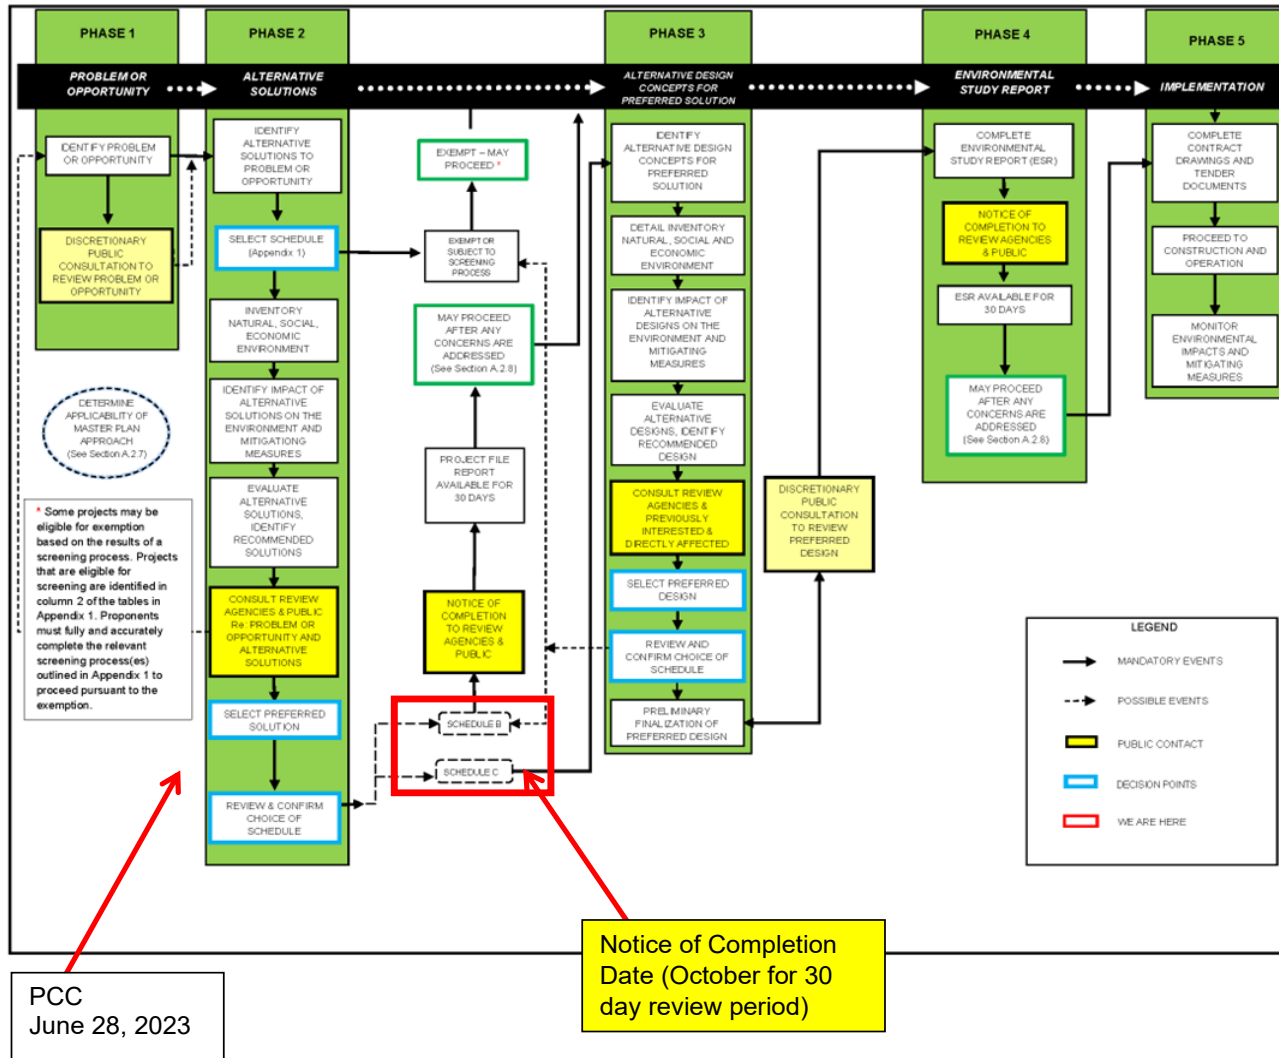 PHASE 1
PROBLEM OR
OPPORTUNITY
IDENTIFY PROBLEM
OR OPPORTUNITY
DISCRETIONARY
PUBLIC
CONSULTATION TO
REVIEW PROBLEM OR
OPPORTUNITY
DETERMINE
APPLICABILITY OF
MASTER PLAN
APPROACH
(See Section A.2.7)
* Some projects may be
eligible for exemption
based on the results of
a screening process. Projects
that are eligible for
screening are identified in
column 2 of the tables in
Appendix 1. Proponents
must fully and accurately
complete the relevant
screening process(es)
outlined in Appendix 1 to
proceed pursuant to the
exemption.
PHASE 2
ALTERNATIVE
SOLUTIONS
IDENTIFY
ALTERNATIVE
SOLUTIONS TO
PROBLEM OR
OPPORTUNITY
SELECT SCHEDULE
(Appendix 1)
INVENTORY
NATURAL, SOCIAL,
ECONOMIC
ENVIRONMENT
IDENTIFY IMPACT OF
ALTERNATIVE
SOLUTIONS ON THE
ENVIRONMENT AND
MITIGATIONG
MEASURES
EVALUATE
ALTERNATIVE
SOLUTIONS,
IDENTIFY
RECOMMENDED
SOLUTIONS
CONSULT REVIEW
AGENCIES & PUBLIC
Re: PROBLEM OR
OPPORTUNITY AND
ALTERNATIVE
SOLUTIONS
SELECT PREFERRED
SOLUTION
REVIEW & CONFIRM
CHOICE OF
SCHEDULE
EXEMPT – MAY
PROCEED *
EXEMPT OR
SUBJECT TO
SCREENING
PROCESS
MAY PROCEED
AFTER ANY
CONCERNS ARE
ADDRESSED
(See Section A.2.8)
PROJECT FILE
REPORT
AVAILABLE FOR
30 DAYS
NOTICE OF
COMPLETION
TO REVIEW
AGENCIES &
PUBLIC
SCHEDULE B
SCHEDULE C
PHASE 3
ALTERNATIVE DESIGN
CONCEPTS FOR
PREFERRED SOLUTION
IDENTIFY
ALTERNATIVE DESIGN
CONCEPTS FOR
PREFERRED
SOLUTION
DETAIL INVENTORY
NATURAL, SOCIAL AND
ECONOMIC
ENVIRONMENT
IDENTIFY IMPACT OF
ALTERNATIVE
DESIGNS ON THE
ENVIRONMENT AND
MITIGATING
MEASURES
EVALUATE
ALTERNATIVE
DESIGNS, IDENTIFY
RECOMMENDED
DESIGN
CONSULT REVIEW
AGENCIES &
PREVIOUSLY
INTERESTED &
DIRECTLY AFFECTED
SELECT PREFERRED
DESIGN
REVIEW AND
CONFIRM CHOICE OF
SCHEDULE
PRELIMINARY
FINALIZATION OF
PREFERRED DESIGN
DISCRETIONARY
PUBLIC
CONSULTATION
TO REVIEW
PREFERRED
DESIGN
PHASE 4
ENVIRONMENTAL
STUDY REPORT
COMPLETE
ENVIRONMENTAL
STUDY REPORT (ESR)
NOTICE OF
COMPLETION TO
REVIEW AGENCIES
& PUBLIC
ESR AVAILABLE FOR
30 DAYS
MAY PROCEED
AFTER ANY
CONCERNS ARE
ADDRESSED
(See Section A.2.8)
PHASE 5
IMPLEMENTATION
COMPLETE
CONTRACT
DRAWINGS AND
TENDER
DOCUMENTS
PROCEED TO
CONSTRUCTION AND
OPERATION
MONITOR
ENVIRONMENTAL
IMPACTS AND
MITIGATING
MEASURES
LEGEND
MANDATORY EVENTS
POSSIBLE EVENTS
PUBLIC CONTACT
DECISION POINTS
WE ARE HERE
PCC
June 28, 2023
Notice of Completion
Date (October for 30
day review period)